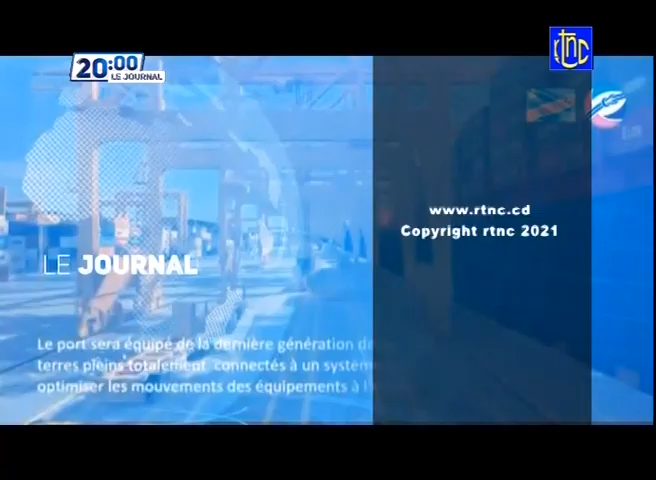 20:00
LE JOURNAL
rtnc
www.rtnc.cd
Copyright rtnc 2021
LE JOURNAL
Le port sera équipé de la dernière génération de
terres pleins totalement connectés à un systèm
optimiser les mouvements des équipements à l